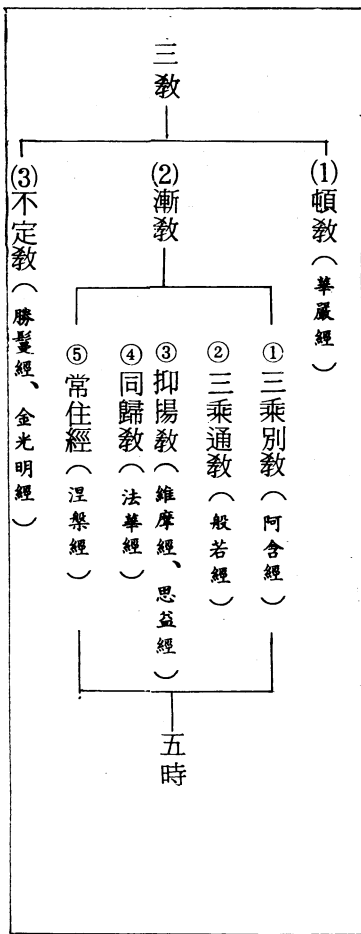 三教
(1)頓教(華嚴經)
(2)漸教
①三乘別教(阿含經)
②三乘通教(般若經)
③抑揚教(維摩經、思益經)
④同歸教(法華經)
⑤常住經(涅槃經)
五時
(3)不定教(勝鬘經、金光明經)